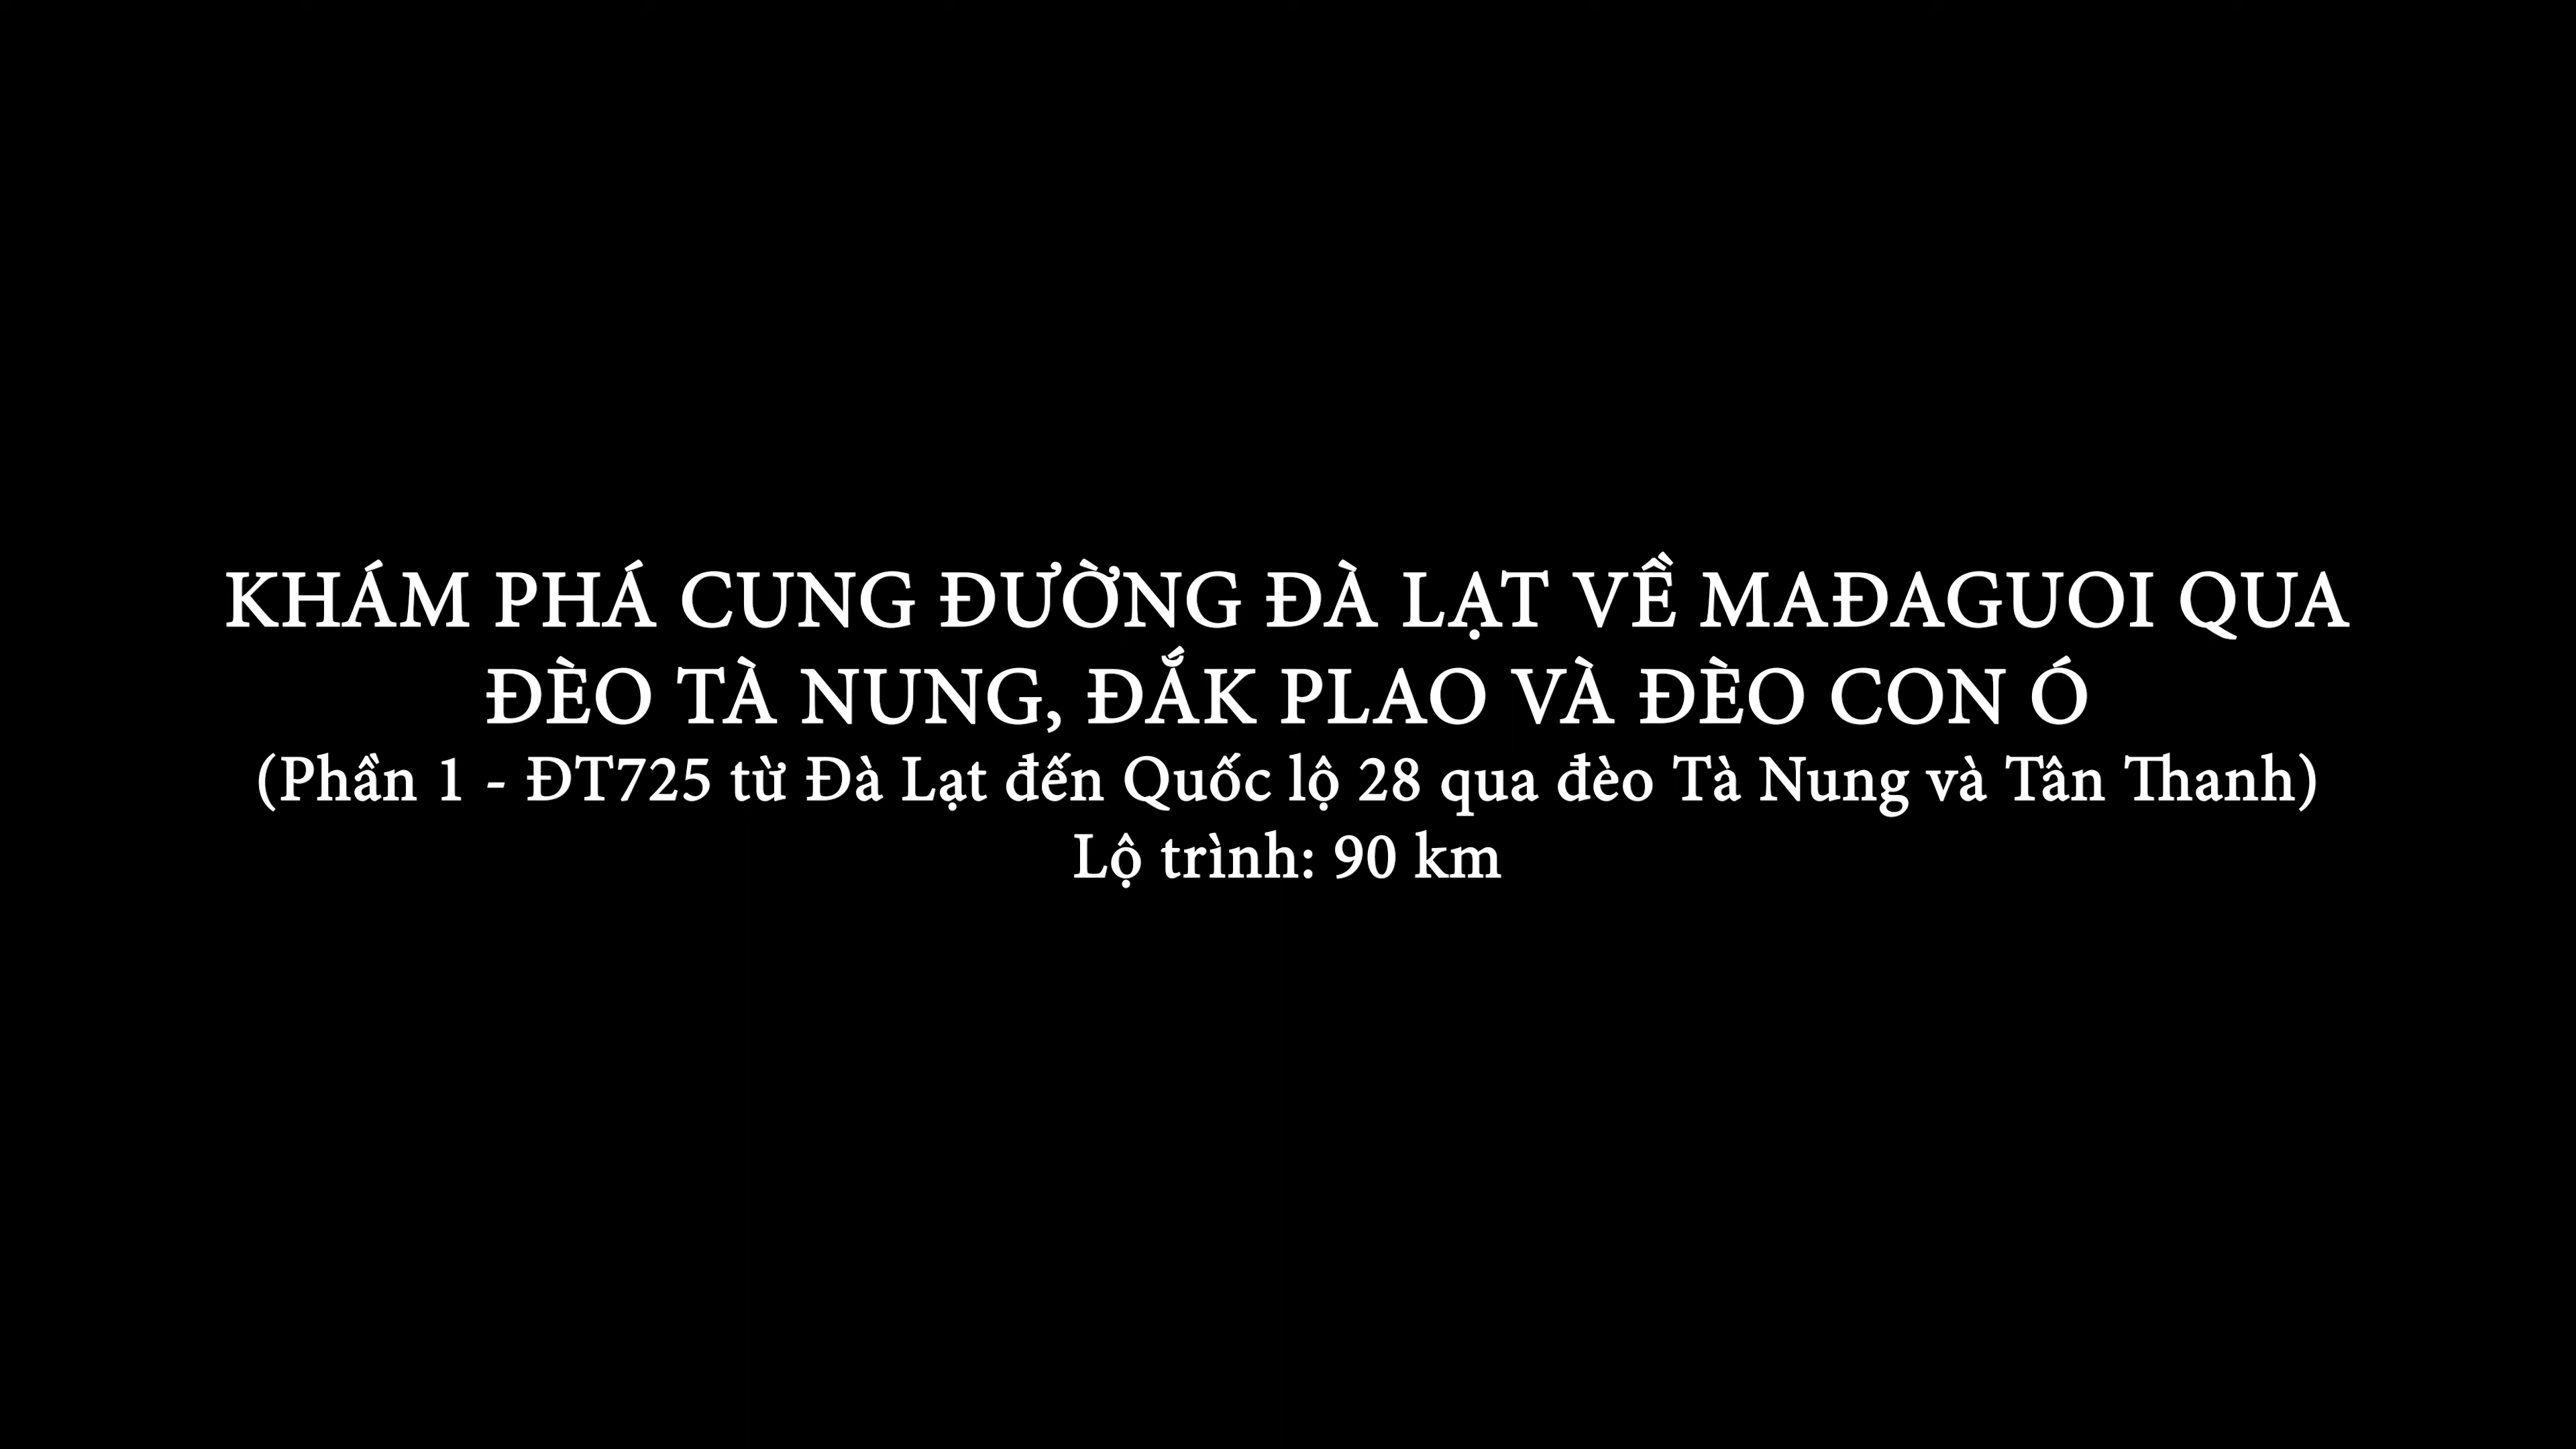 KHÁM PHÁ CUNG ĐƯỜNG ĐÀ LẠT VỀ MAĐAGUOI QUA
ĐÈO TÀ NUNG, ĐẮK PLAO VÀ ĐÈO CON Ó
(Phần 1 - ĐT725 từ Đà Lạt đến Quốc lộ 28 qua đèo Tà Nung và Tân Thanh)
Lộ trình: 90 km